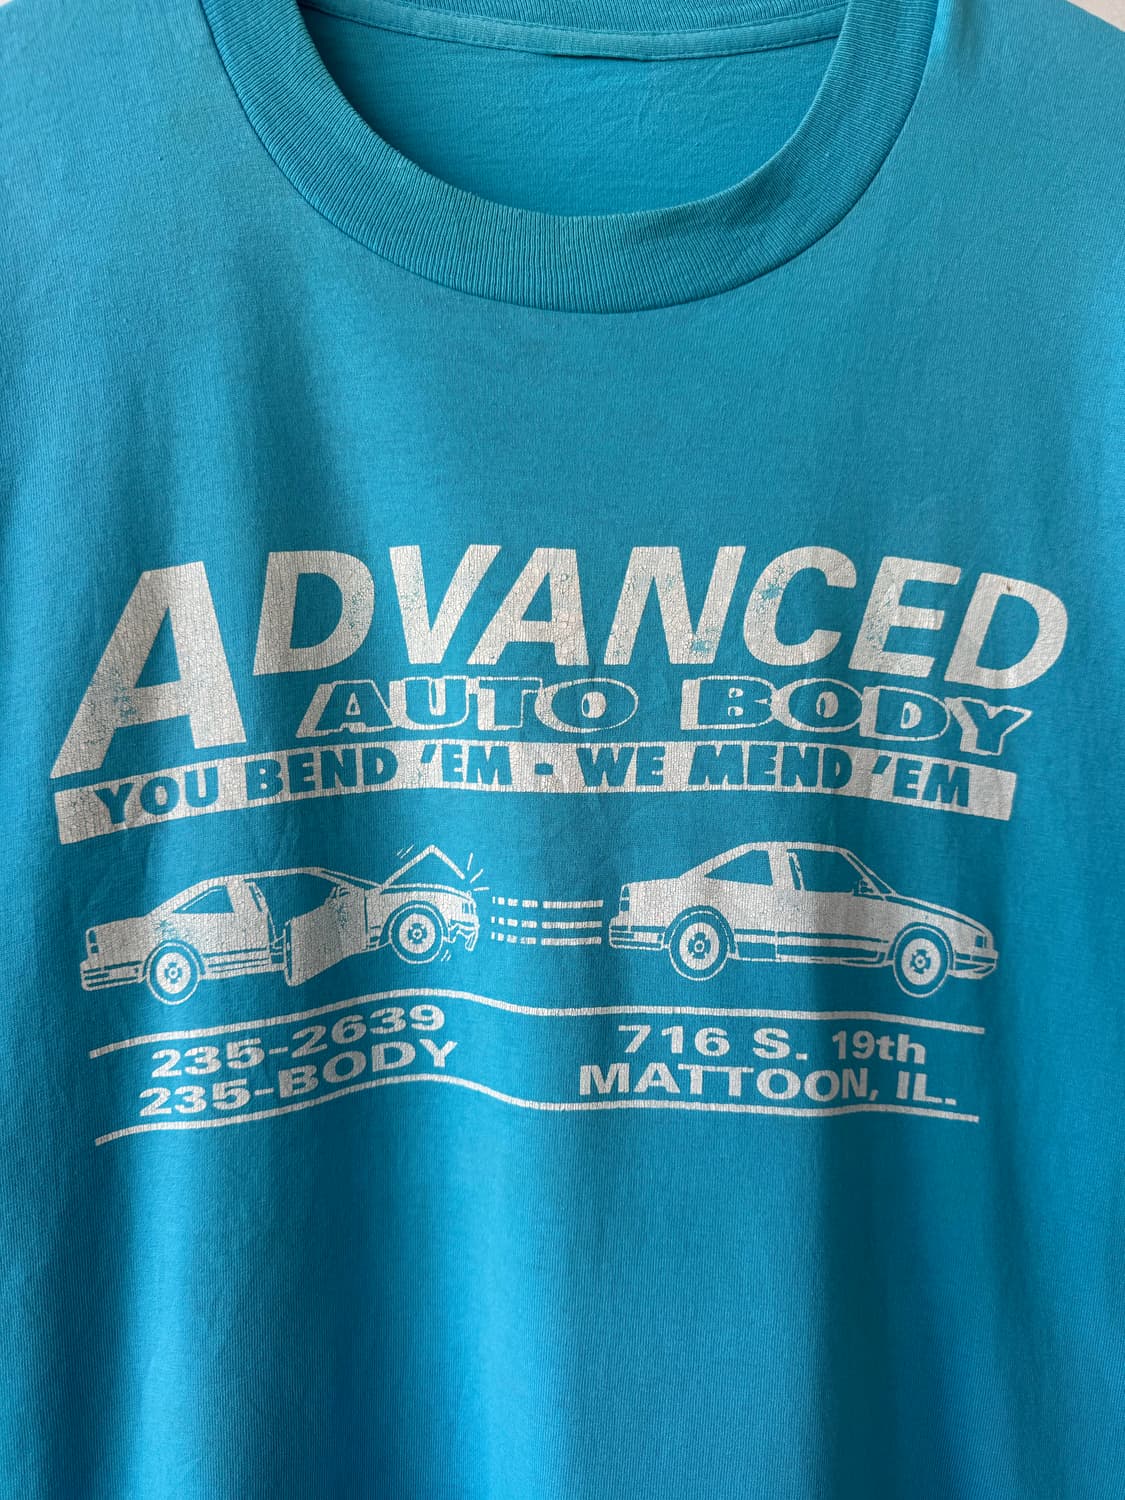 ADVANCED
AUTO BODY
YOU BEND 'EM - WE MEND 'EM
235-2639
235-BODY
716 S. 19th
MATTOON, IL.